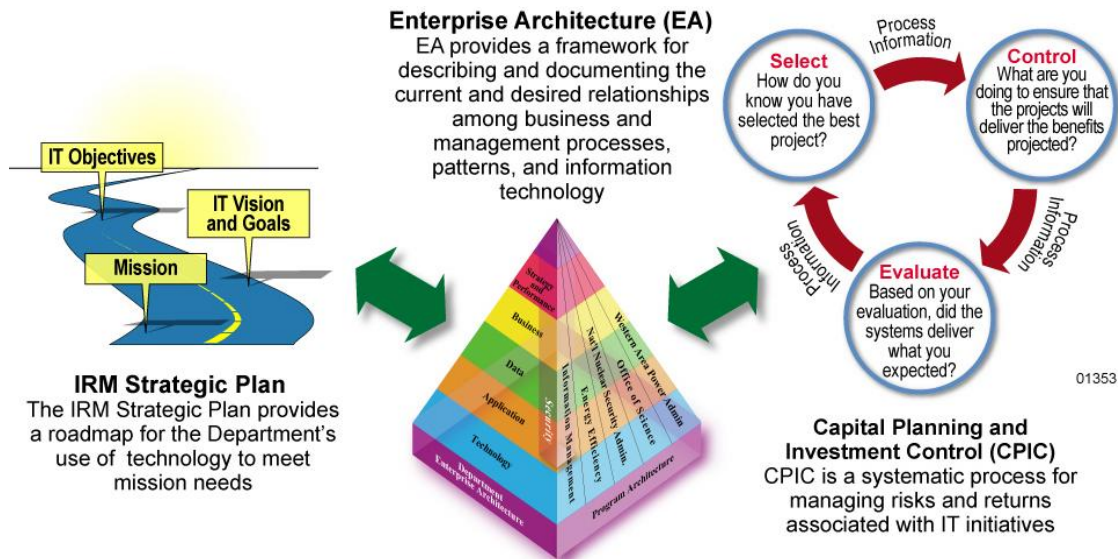 Enterprise Architecture (EA)
EA provides a framework for
describing and documenting the
current and desired relationships
among business and
management processes,
patterns, and information
technology
IT Objectives
IT Vision
and Goals
Mission
IRM Strategic Plan
The IRM Strategic Plan provides
a roadmap for the Department's
use of technology to meet
mission needs
Strategy
and
Performance
Business
Data
Application
Technology
Security
Department
Enterprise Architecture
Information Management
Energy Efficiency
Nat'l Nuclear Security Admin.
Office of Science
Western Area Power Admin
Program Architecture
Process
Information
Select
How do you
know you have
selected the best
project?
Control
What are you
doing to ensure that
the projects will
deliver the benefits
projected?
Process
Information
Evaluate
Based on your
evaluation, did the
systems deliver
what you
expected?
Process
Information
01353
Capital Planning and
Investment Control (CPIC)
CPIC is a systematic process for
managing risks and returns
associated with IT initiatives